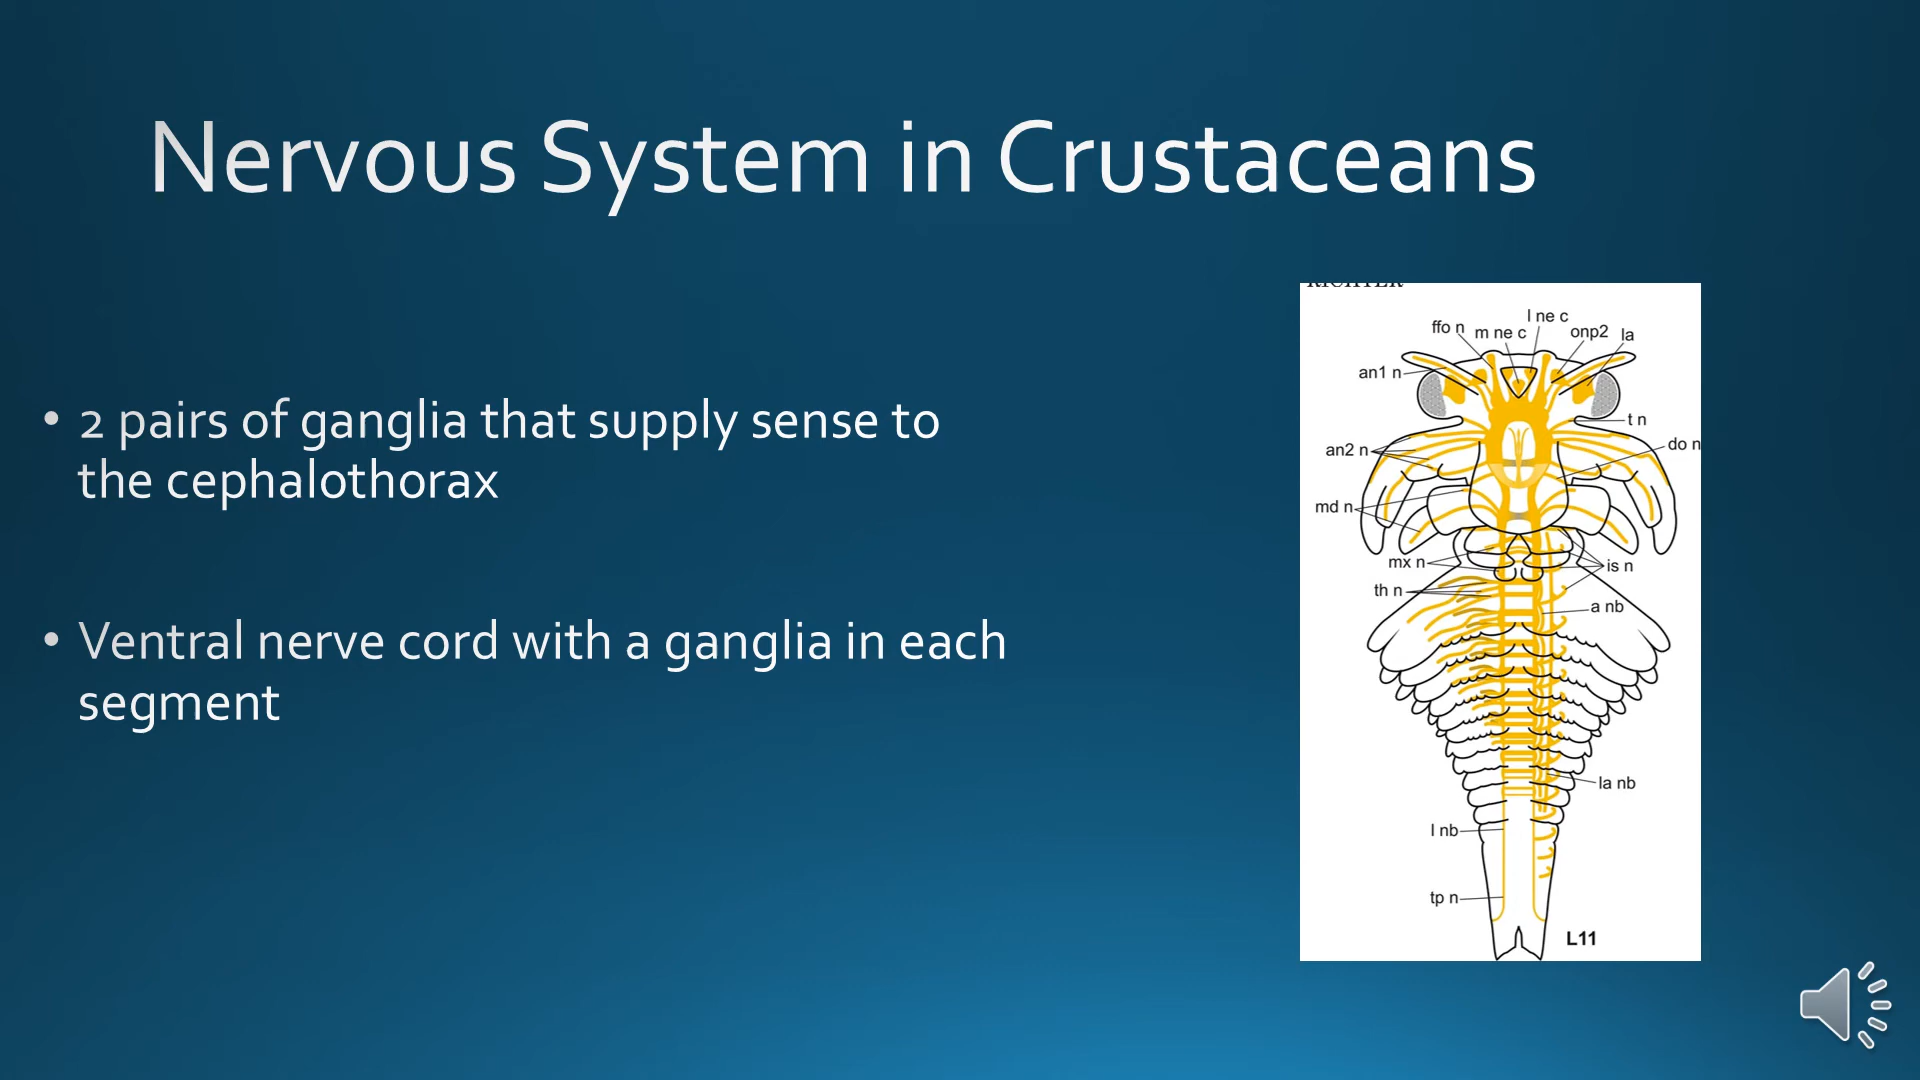 Nervous System in Crustaceans
• 2 pairs of ganglia that supply sense to
the cephalothorax
• Ventral nerve cord with a ganglia in each
segment
l ne c
ffo n
m ne c
onp2
la
an1 n
t n
do n
an2 n
md n
mx n
is n
th n
a nb
la nb
l nb
tp n
L11